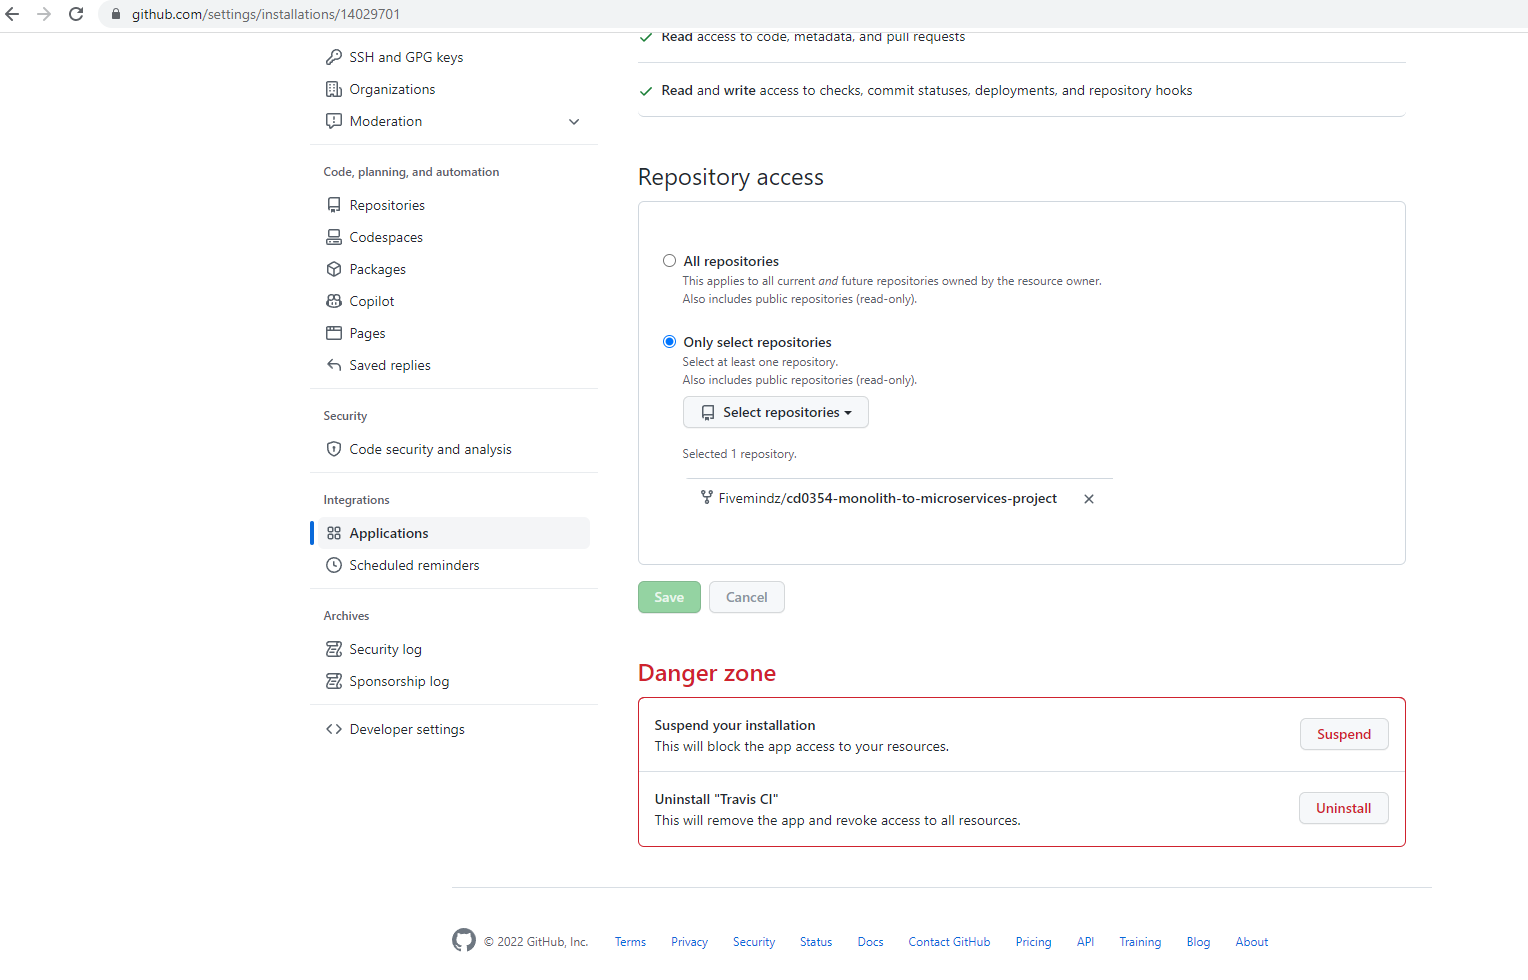 github.com/settings/installations/14029701
SSH and GPG keys
Organizations
Moderation
Code, planning, and automation
Repositories
Codespaces
Packages
Copilot
Pages
Saved replies
Security
Code security and analysis
Integrations
Applications
Scheduled reminders
Archives
Security log
Sponsorship log
Developer settings
Read access to code, metadata, and pull requests
Read and write access to checks, commit statuses, deployments, and repository hooks
Repository access
All repositories
This applies to all current and future repositories owned by the resource owner.
Also includes public repositories (read-only).
Only select repositories
Select at least one repository.
Also includes public repositories (read-only).
Select repositories
Selected 1 repository.
Fivemindz/cd0354-monolith-to-microservices-project
Save Cancel
Danger zone
Suspend your installation
This will block the app access to your resources.
Suspend
Uninstall "Travis CI"
This will remove the app and revoke access to all resources.
Uninstall
© 2022 GitHub, Inc. Terms Privacy Security Status Docs Contact GitHub Pricing API Training Blog About